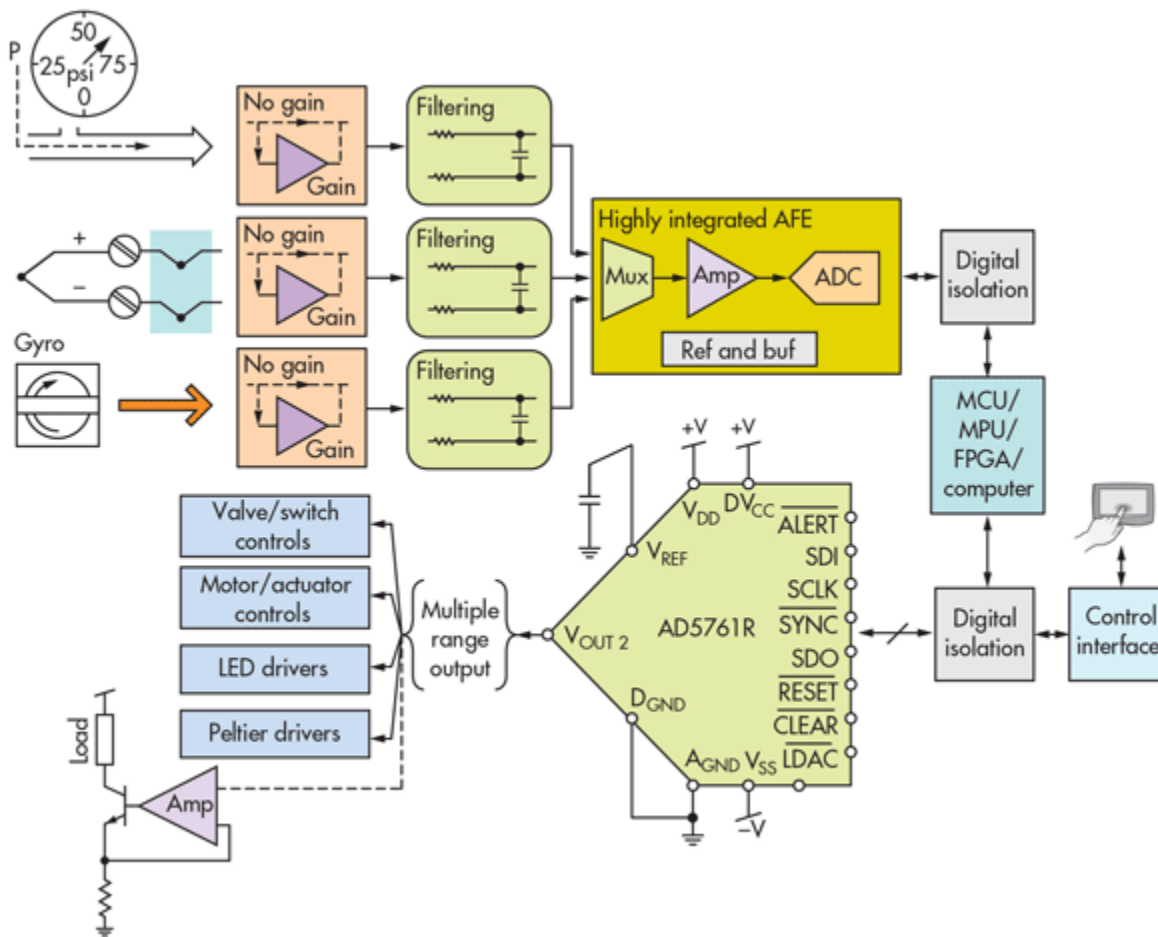 P
50
25
75
psi
0
No gain
Gain
Filtering
+
−
No gain
Gain
Filtering
Gyro
No gain
Gain
Filtering
Highly integrated AFE
Mux
Amp
ADC
Ref and buf
Digital
isolation
MCU/
MPU/
FPGA/
computer
Digital
isolation
Control
interface
+V
+V
VDD
DVCC
VREF
VOUT 2
DGND
AGND
VSS
−V
AD5761R
ALERT
SDI
SCLK
SYNC
SDO
RESET
CLEAR
LDAC
Multiple
range
output
Valve/switch
controls
Motor/actuator
controls
LED drivers
Peltier drivers
Load
Amp